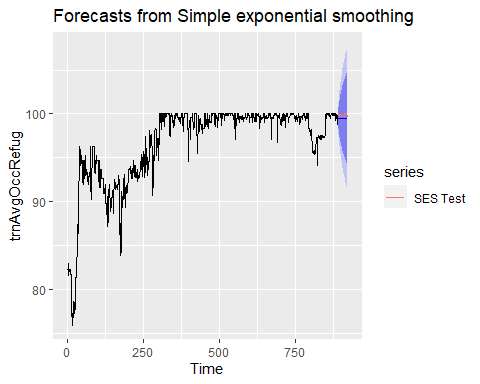 Forecasts from Simple exponential smoothing
trnAvgOccRefug
100
90
80
0
250
500
750
Time
series
SES Test